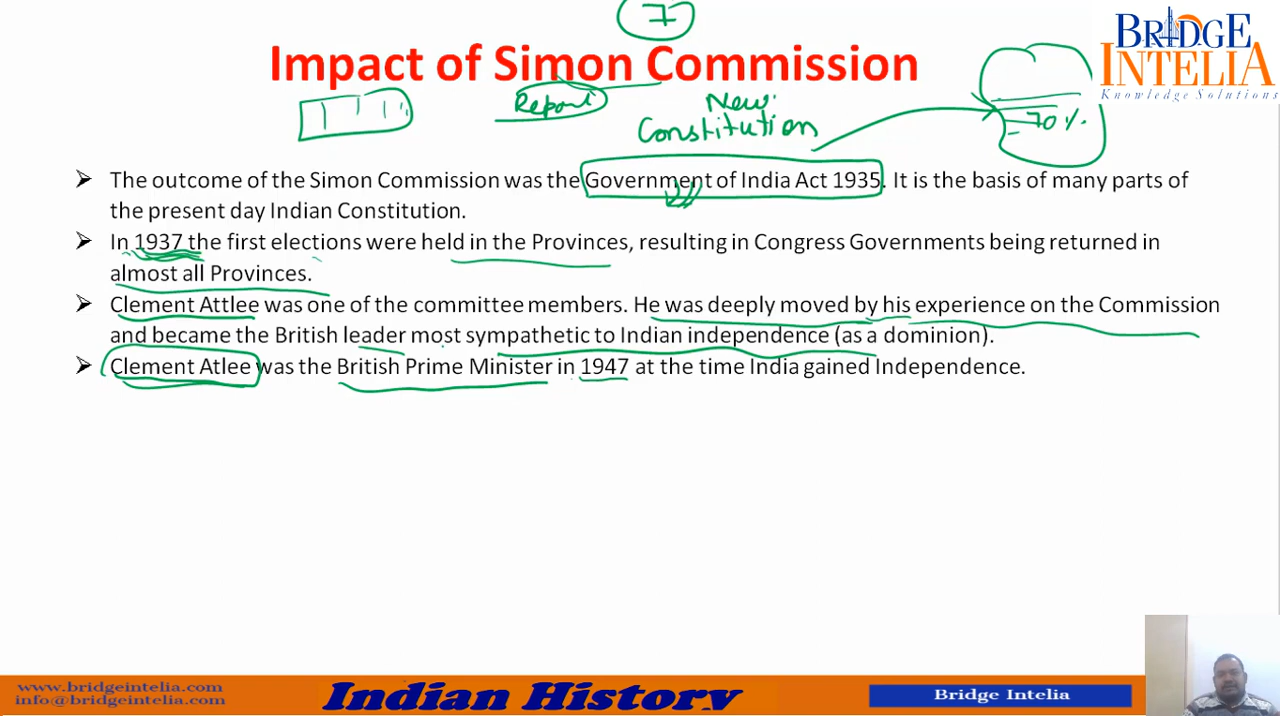 7
Impact of Simon Commission
BRIDGE
INTELIA
Knowledge Solutions
Report
New
Constitution
70%
➢ The outcome of the Simon Commission was the Government of India Act 1935. It is the basis of many parts of
the present day Indian Constitution.
➢ In 1937 the first elections were held in the Provinces, resulting in Congress Governments being returned in
almost all Provinces.
➢ Clement Attlee was one of the committee members. He was deeply moved by his experience on the Commission
and became the British leader most sympathetic to Indian independence (as a dominion).
➢ Clement Atlee was the British Prime Minister in 1947 at the time India gained Independence.
www.bridgeintelia.com
info@bridgeintelia.com
Indian History
Bridge Intelia